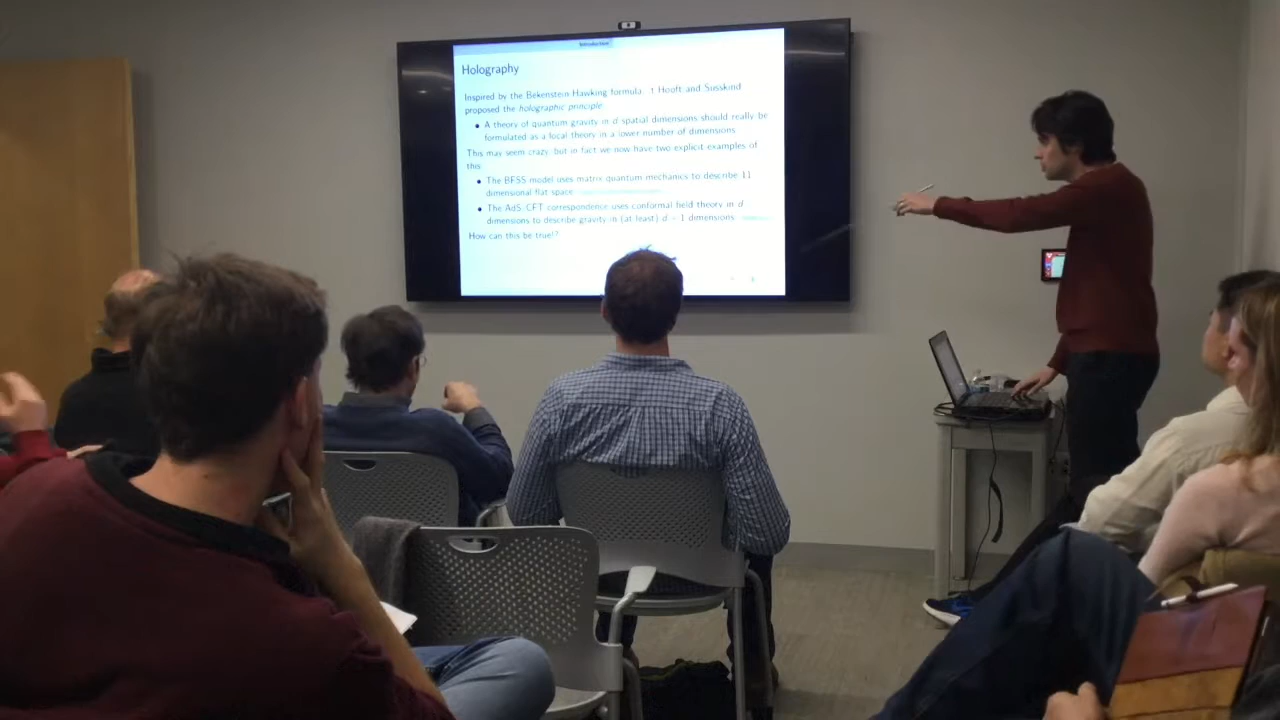 Introduction
Holography
Inspired by the Bekenstein Hawking formula, 't Hooft and Susskind
proposed the holographic principle
• A theory of quantum gravity in d spatial dimensions should really be
formulated as a local theory in a lower number of dimensions
This may seem crazy, but in fact we now have two explicit examples of
this
• The BFSS model uses matrix quantum mechanics to describe 11
dimensional flat space
• The AdS CFT correspondence uses conformal field theory in d
dimensions to describe gravity in (at least) d + 1 dimensions
How can this be true!?